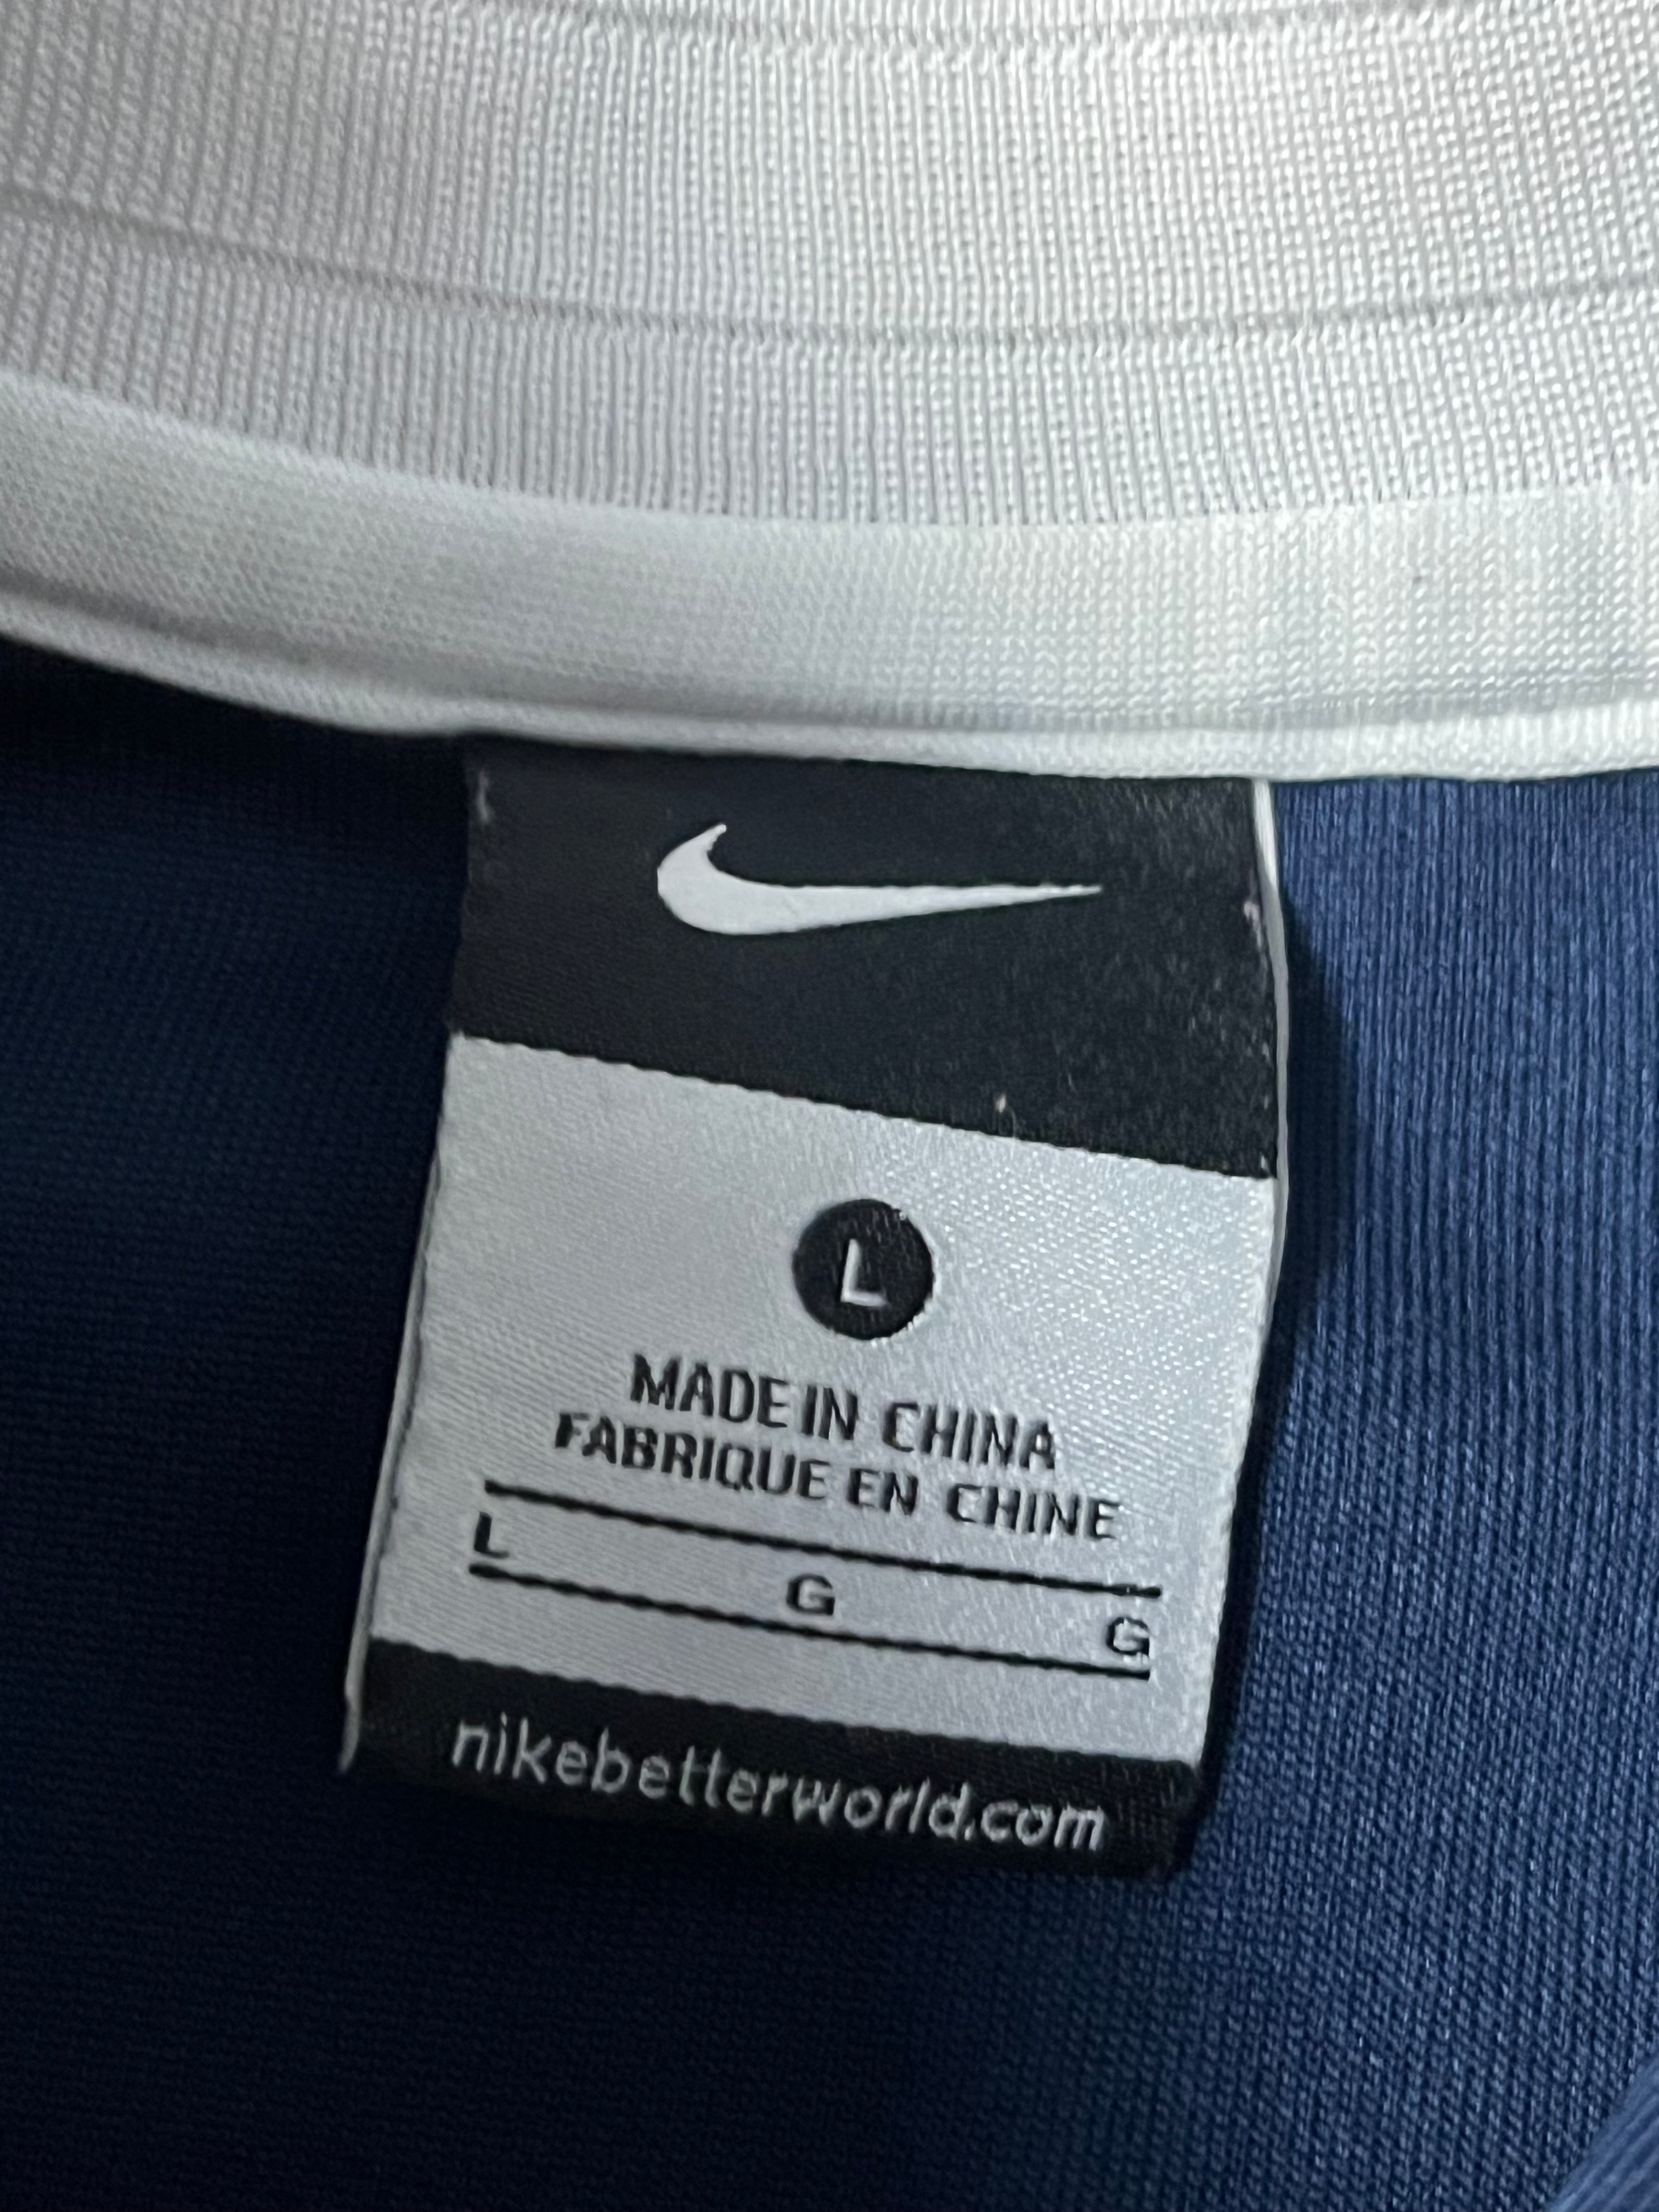 L
MADE IN CHINA
FABRIQUE EN CHINE
L G G
nikebetterworld.com